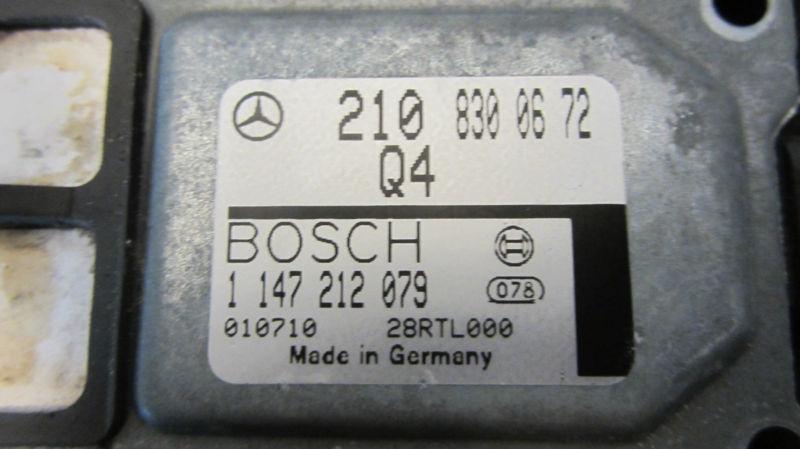 210 830 06 72
Q4
BOSCH
1 147 212 079 078
010710 28RTL000
Made in Germany